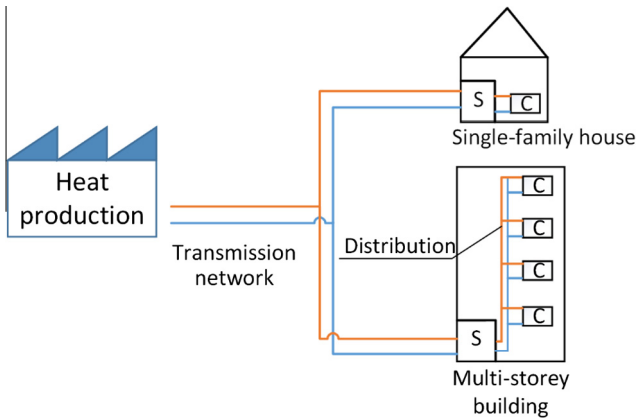 Heat
production
Transmission
network
S
C
Single-family house
Distribution
C
C
C
C
S
Multi-storey
building